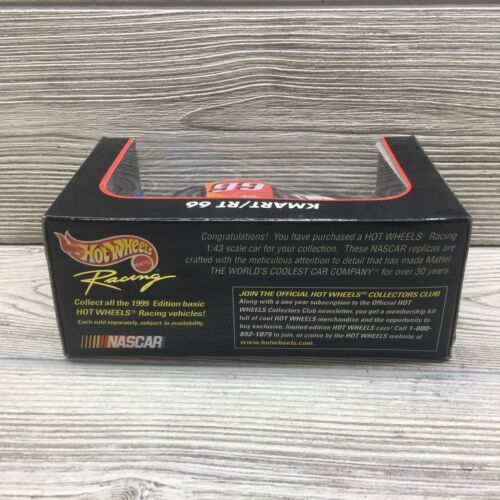 66
KMART/RT 66
Hot Wheels
MATTEL
Racing
Collect all the 1999 Edition basic
HOT WHEELS® Racing vehicles!
Each sold separately, subject to availability.
NASCAR
Congratulations! You have purchased a HOT WHEELS® Racing
1:43 scale car for your collection. These NASCAR replicas are
crafted with the meticulous attention to detail that has made Mattel
THE WORLD'S COOLEST CAR COMPANY™ for over 30 years.
JOIN THE OFFICIAL HOT WHEELS® COLLECTORS CLUB
Along with a one year subscription to the Official HOT
WHEELS Collectors Club newsletter, you get a membership kit
full of cool HOT WHEELS merchandise and the opportunity to
buy exclusive, limited edition HOT WHEELS cars! Call 1-800-
852-1075 to join, or cruise by the HOT WHEELS website at
www.hotwheels.com